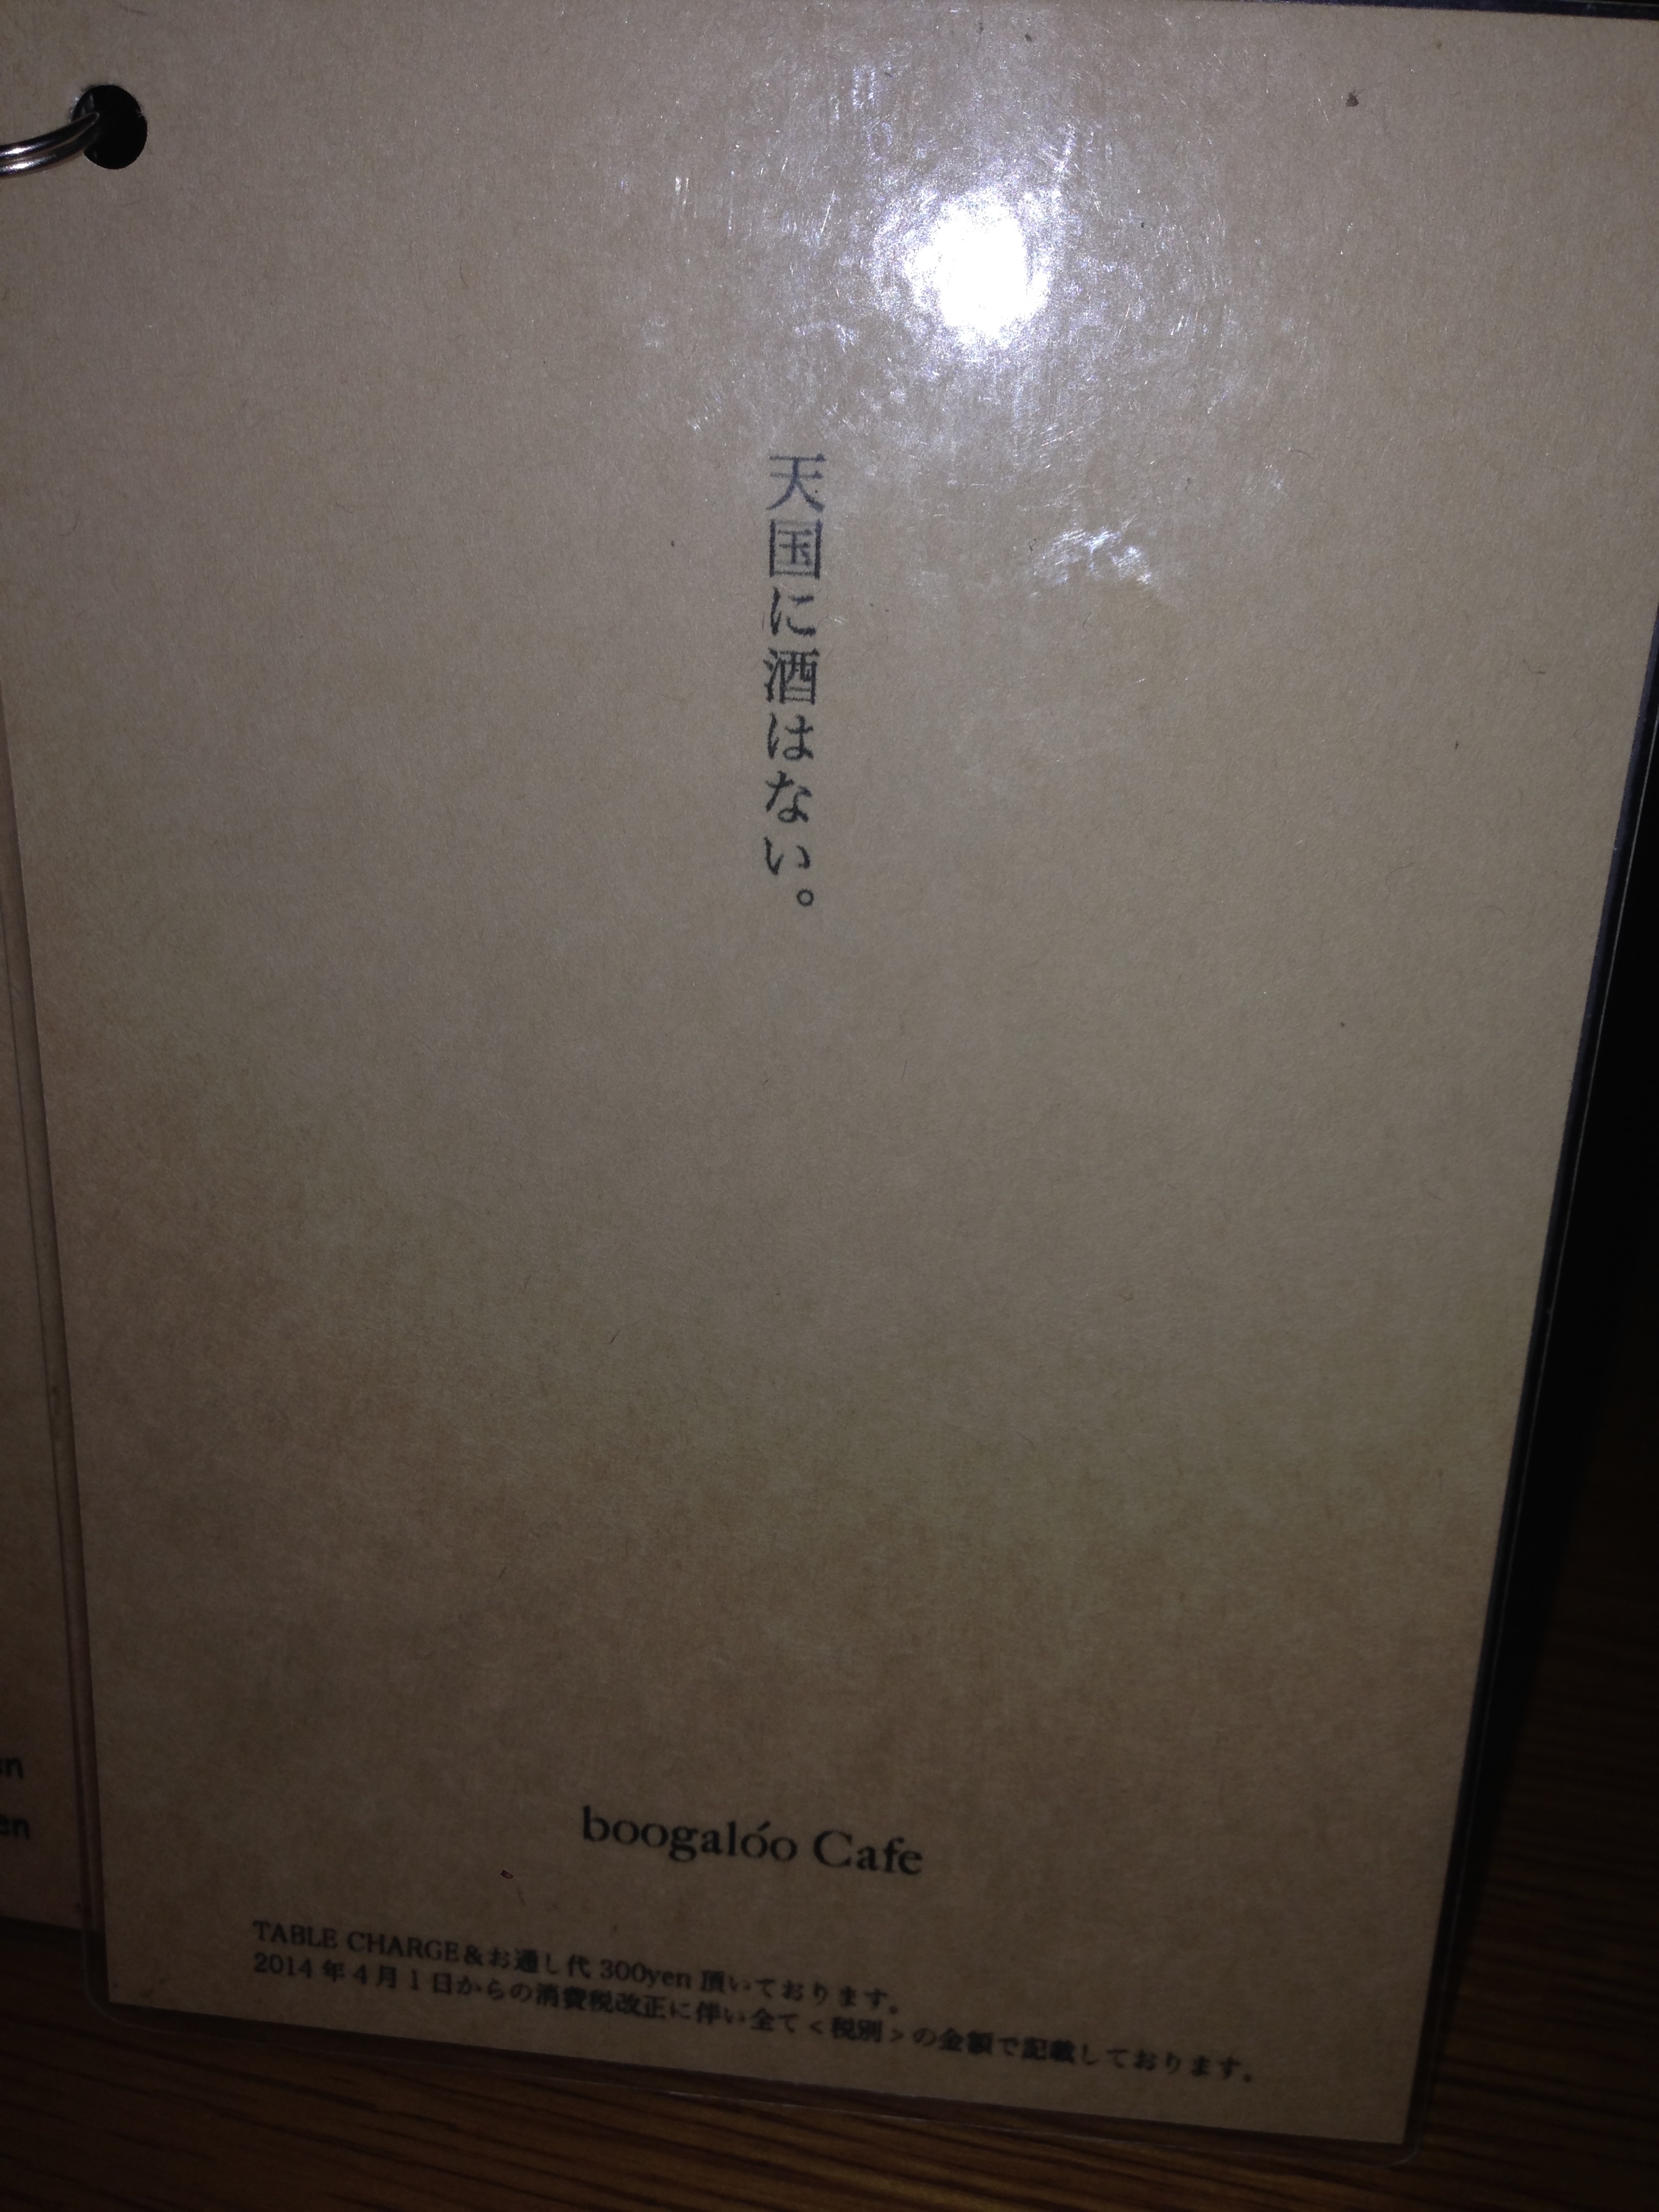 天国に酒はない。
en
en
boogalóo Cafe
TABLE CHARGE&お通し代 300yen 頂いております。
2014 年 4 月 1 日からの消費税改正に伴い全て < 税別 > の金額で記載しております。